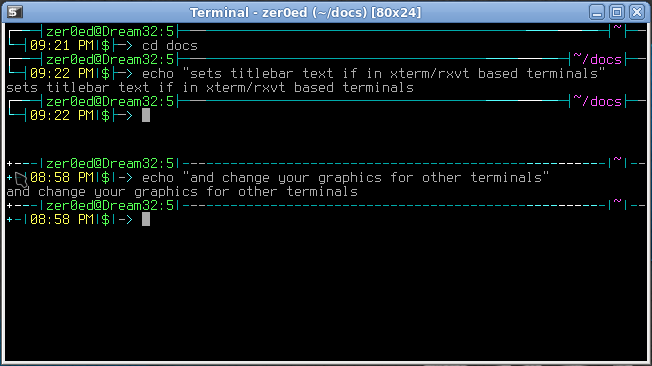 Terminal - zer0ed (~/docs) [80x24]
┌──┤zer0ed@Dream32:5├──┤~├──
└─┤09:21 PM│$├─> cd docs
┌──┤zer0ed@Dream32:5├──┤~/docs├──
└─┤09:22 PM│$├─> echo "sets titlebar text if in xterm/rxvt based terminals"
sets titlebar text if in xterm/rxvt based terminals
┌──┤zer0ed@Dream32:5├──┤~/docs├──
└─┤09:22 PM│$├─>
+---|zer0ed@Dream32:5|---|~|--
+-|08:58 PM|$|-> echo "and change your graphics for other terminals"
and change your graphics for other terminals
+---|zer0ed@Dream32:5|---|~|--
+-|08:58 PM|$|->